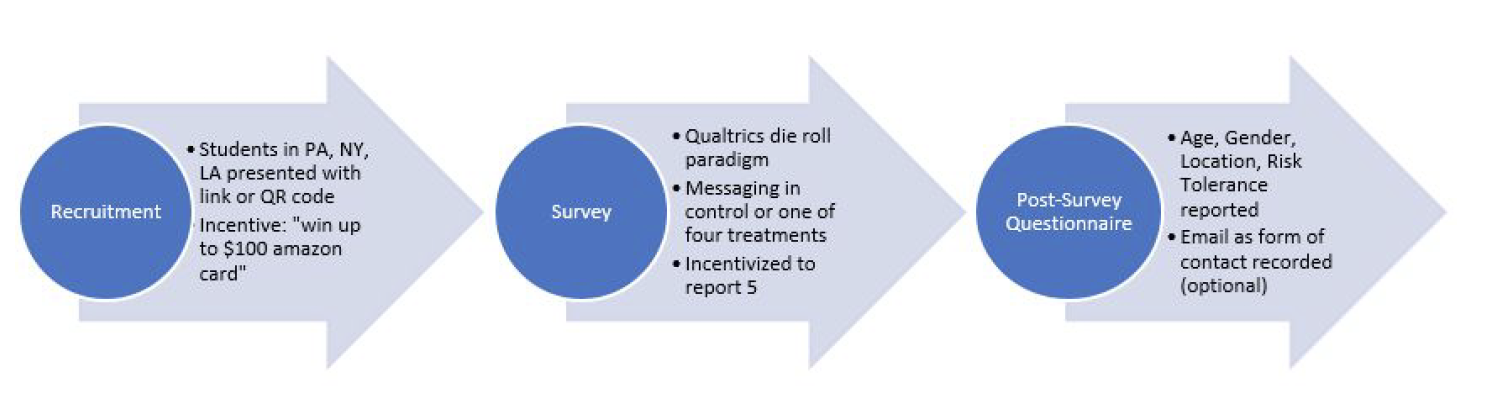 Recruitment
• Students in PA, NY,
LA presented with
link or QR code
• Incentive: "win up
to $100 amazon
card"
Survey
• Qualtrics die roll
paradigm
• Messaging in
control or one of
four treatments
• Incentivized to
report 5
Post-Survey
Questionnaire
• Age, Gender,
Location, Risk
Tolerance
reported
• Email as form of
contact recorded
(optional)